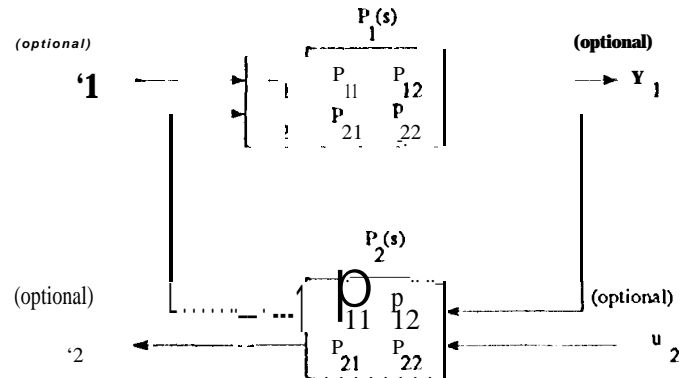 P1(s)
(optional) (optional)
‘1 P11 P12 Y1
P21 P22
P2(s)
(optional) P11 P12 (optional)
‘2 P21 P22 u2